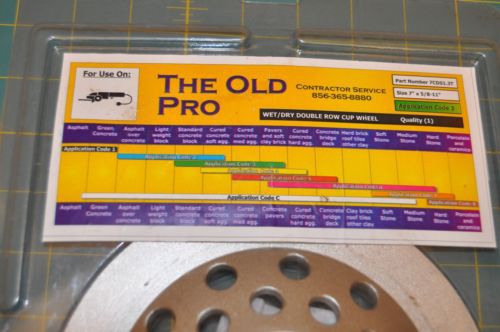 For Use On:
THE OLD
PRO
CONTRACTOR SERVICE
856-365-8880
Part Number 7CDS1.2T
Size 7" x 5/8-11"
Application Code 3
WET/DRY DOUBLE ROW CUP WHEEL
Quality (1)
Asphalt Green Concrete Asphalt over Concrete Light weight block Standard concrete block Cured concrete soft agg. Cured concrete med agg. Pavers and soft clay brick Cured concrete hard agg. Concrete bridge deck Hard brick roof tiles other clay Soft Stone Medium Stone Hard Stone Porcelain and ceramics
Application Code 1
Application Code 2
Application Code 3
Application Code C
Application Code 8
Asphalt Green Concrete Asphalt over concrete Light weight block Standard concrete block Cured concrete soft agg. Cured concrete med agg. Concrete pavers Cured concrete hard agg. Concrete bridge deck Clay brick roof tiles other clay Soft Stone Medium Stone Hard Stone Porcelain and ceramics